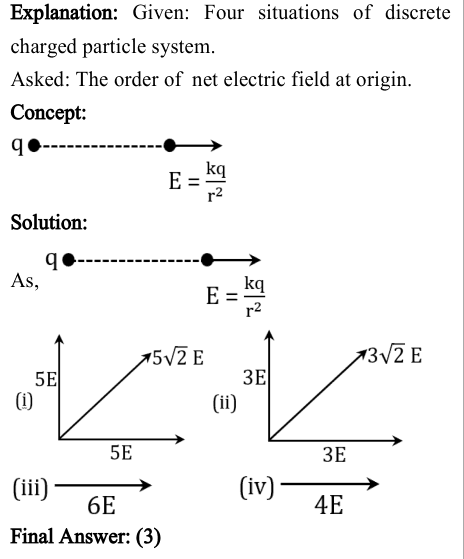 Explanation: Given: Four situations of discrete
charged particle system.
Asked: The order of net electric field at origin.
Concept:
q
E = kq/r²
Solution:
As, q
E = kq/r²
(i) 5E 5√2 E 5E
(ii) 3E 3√2 E 3E
(iii) 6E
(iv) 4E
Final Answer: (3)